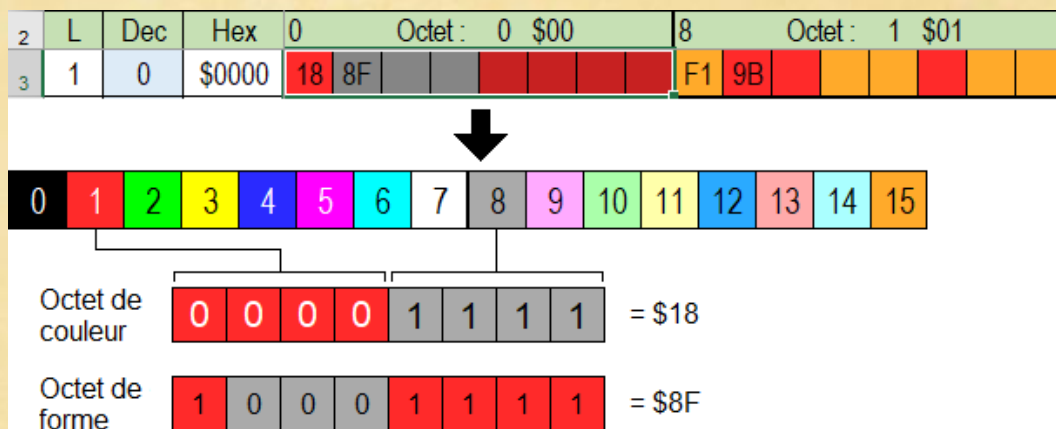 2 L Dec Hex 0 Octet : 0 $00 8 Octet : 1 $01
3 1 0 $0000 18 8F F1 9B
0 1 2 3 4 5 6 7 8 9 10 11 12 13 14 15
Octet de
couleur
0 0 0 0 1 1 1 1 = $18
Octet de
forme
1 0 0 0 1 1 1 1 = $8F